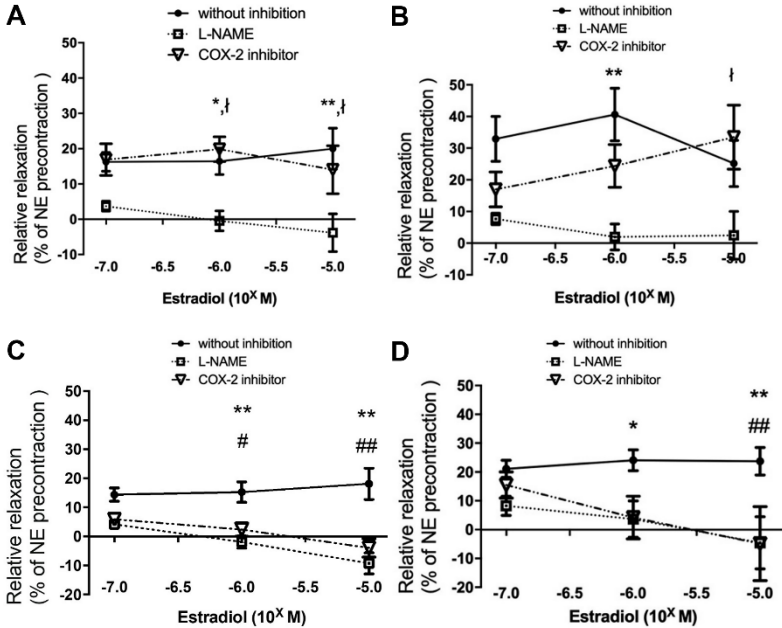 A
without inhibition
L-NAME
COX-2 inhibitor
Relative relaxation
(% of NE precontraction )
50
40
30
20
10
0
-10
*,ƚ
**,ƚ
-7.0
-6.5
-6.0
-5.5
-5.0
Estradiol (10^X M)
B
without inhibition
L-NAME
COX-2 inhibitor
Relative relaxation
(% of NE precontraction )
50
40
30
20
10
0
-10
**
ƚ
-7.0
-6.5
-6.0
-5.5
-5.0
Estradiol (10^X M)
C
without inhibition
L-NAME
COX-2 inhibitor
Relative relaxation
(% of NE precontraction )
50
40
30
20
10
0
-10
-20
**
#
**
##
-7.0
-6.5
-6.0
-5.5
-5.0
Estradiol (10^X M)
D
without inhibition
L-NAME
COX-2 inhibitor
Relative relaxation
(% of NE precontraction )
50
40
30
20
10
0
-10
-20
*
**
##
-7.0
-6.5
-6.0
-5.5
-5.0
Estradiol (10^X M)